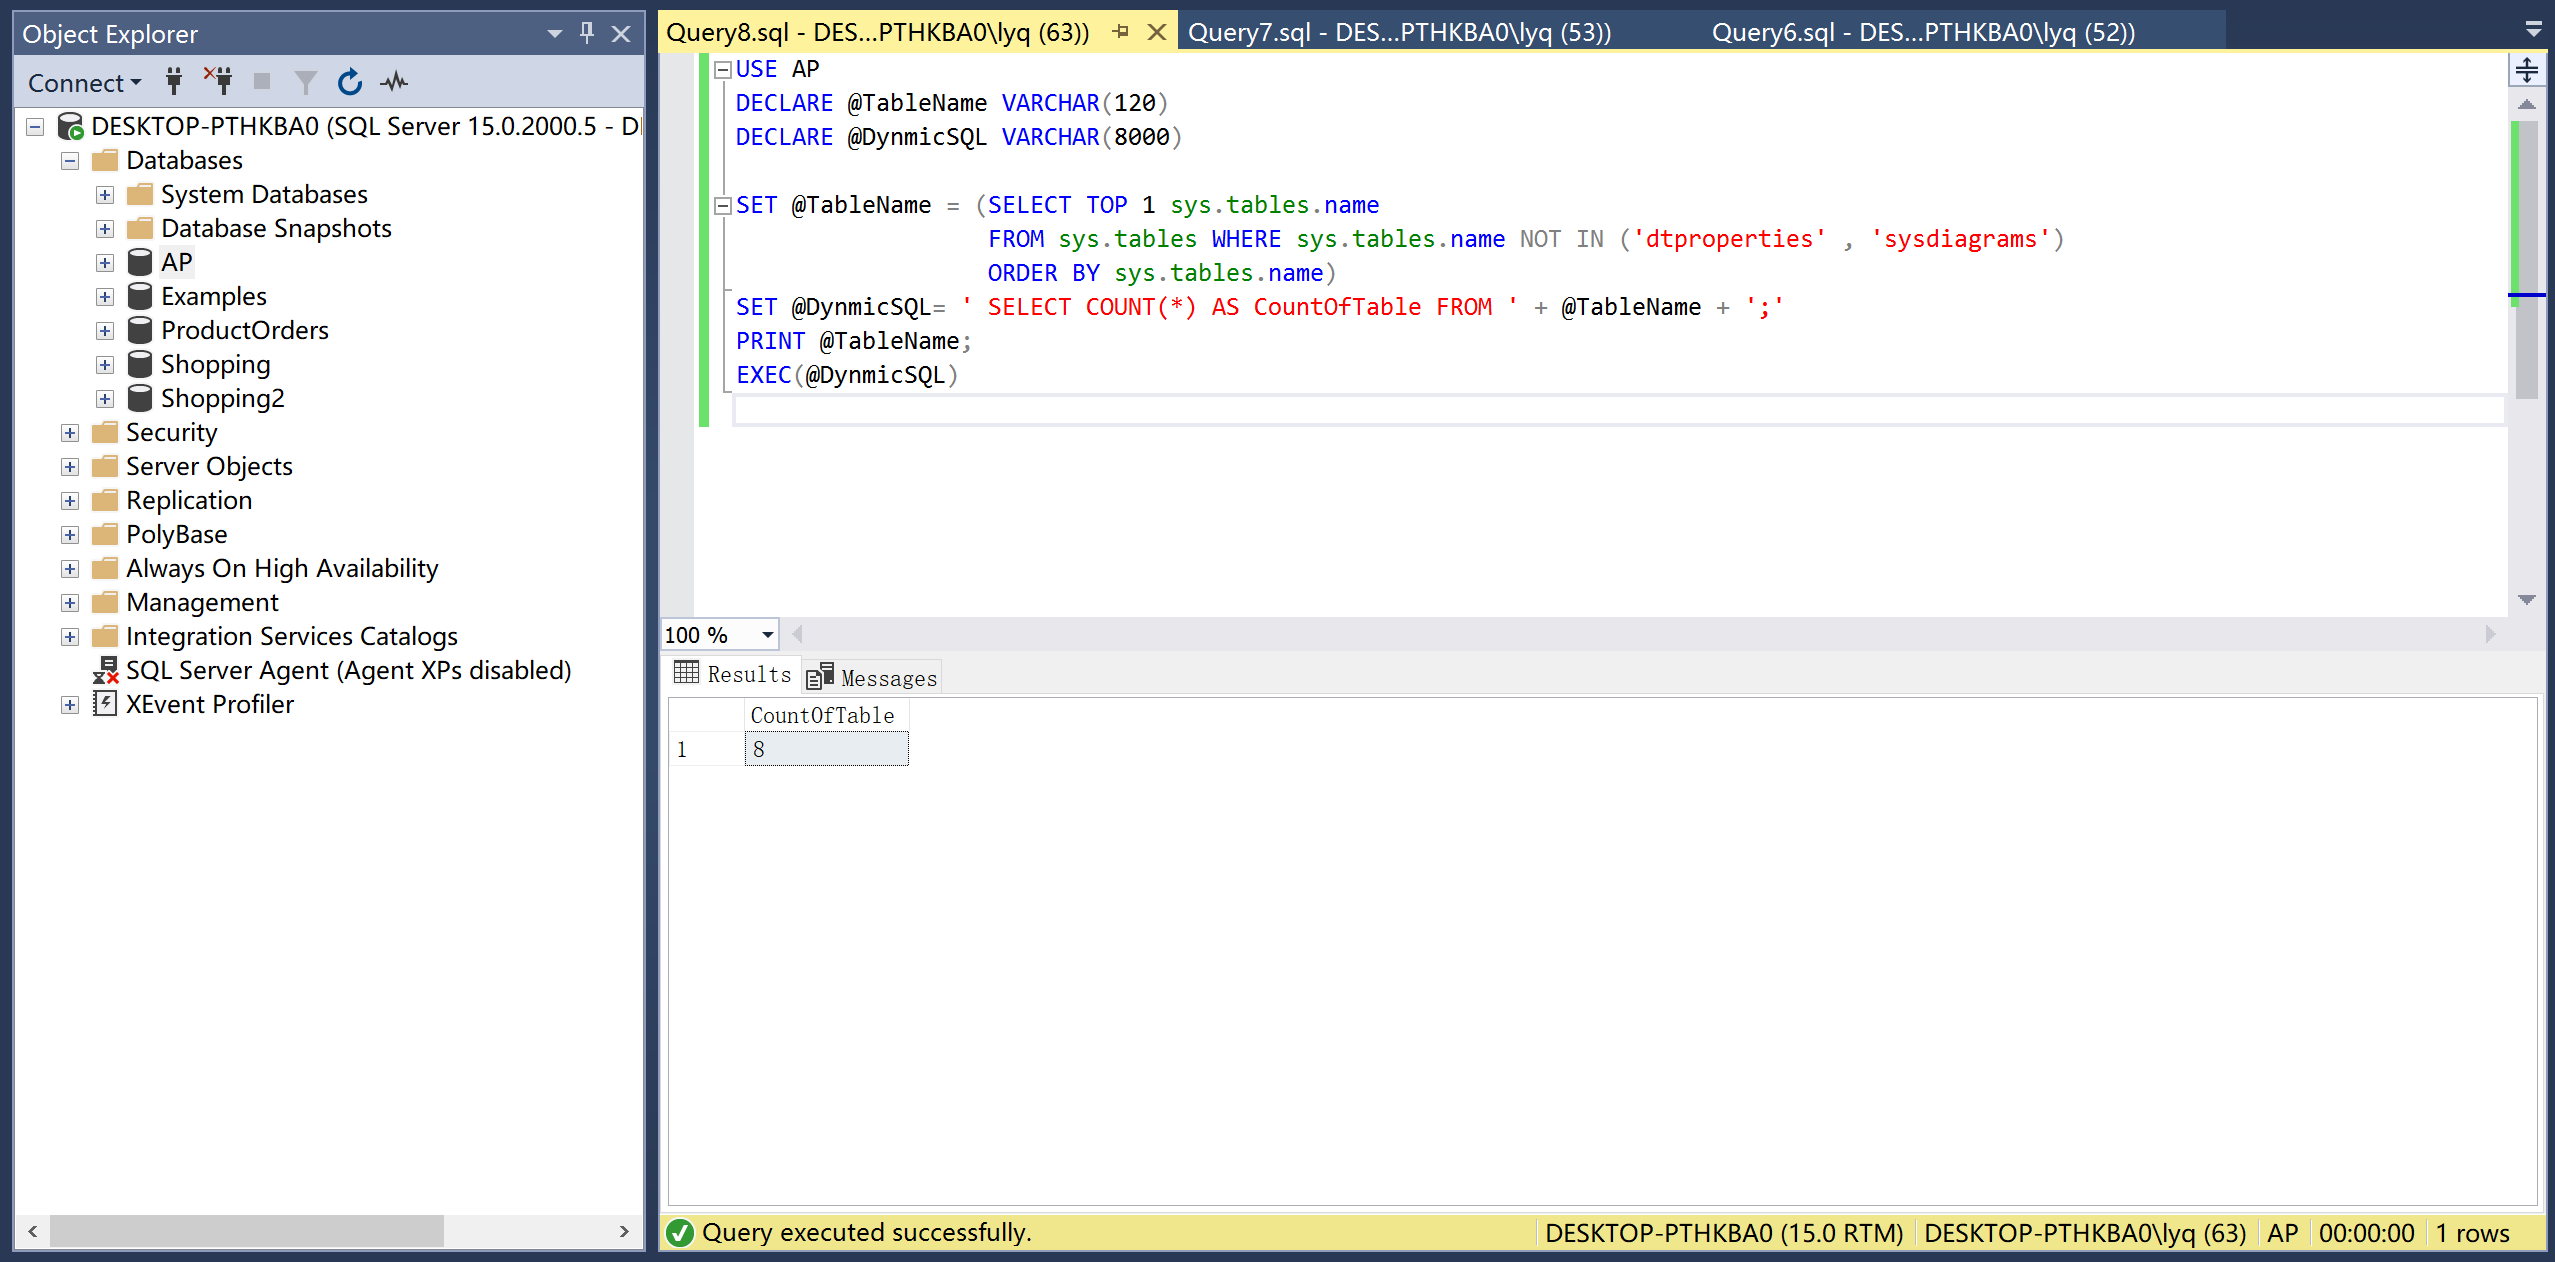 Object Explorer
Connect
DESKTOP-PTHKBA0 (SQL Server 15.0.2000.5 - D
Databases
System Databases
Database Snapshots
AP
Examples
ProductOrders
Shopping
Shopping2
Security
Server Objects
Replication
PolyBase
Always On High Availability
Management
Integration Services Catalogs
SQL Server Agent (Agent XPs disabled)
XEvent Profiler
Query8.sql - DES...PTHKBA0\lyq (63))
Query7.sql - DES...PTHKBA0\lyq (53))
Query6.sql - DES...PTHKBA0\lyq (52))
USE AP
DECLARE @TableName VARCHAR(120)
DECLARE @DynmicSQL VARCHAR(8000)
SET @TableName = (SELECT TOP 1 sys.tables.name
FROM sys.tables WHERE sys.tables.name NOT IN ('dtproperties' , 'sysdiagrams')
ORDER BY sys.tables.name)
SET @DynmicSQL= ' SELECT COUNT(*) AS CountOfTable FROM ' + @TableName + ';'
PRINT @TableName;
EXEC(@DynmicSQL)
100 %
Results
Messages
CountOfTable
1 8
Query executed successfully.
DESKTOP-PTHKBA0 (15.0 RTM)
DESKTOP-PTHKBA0\lyq (63)
AP
00:00:00
1 rows